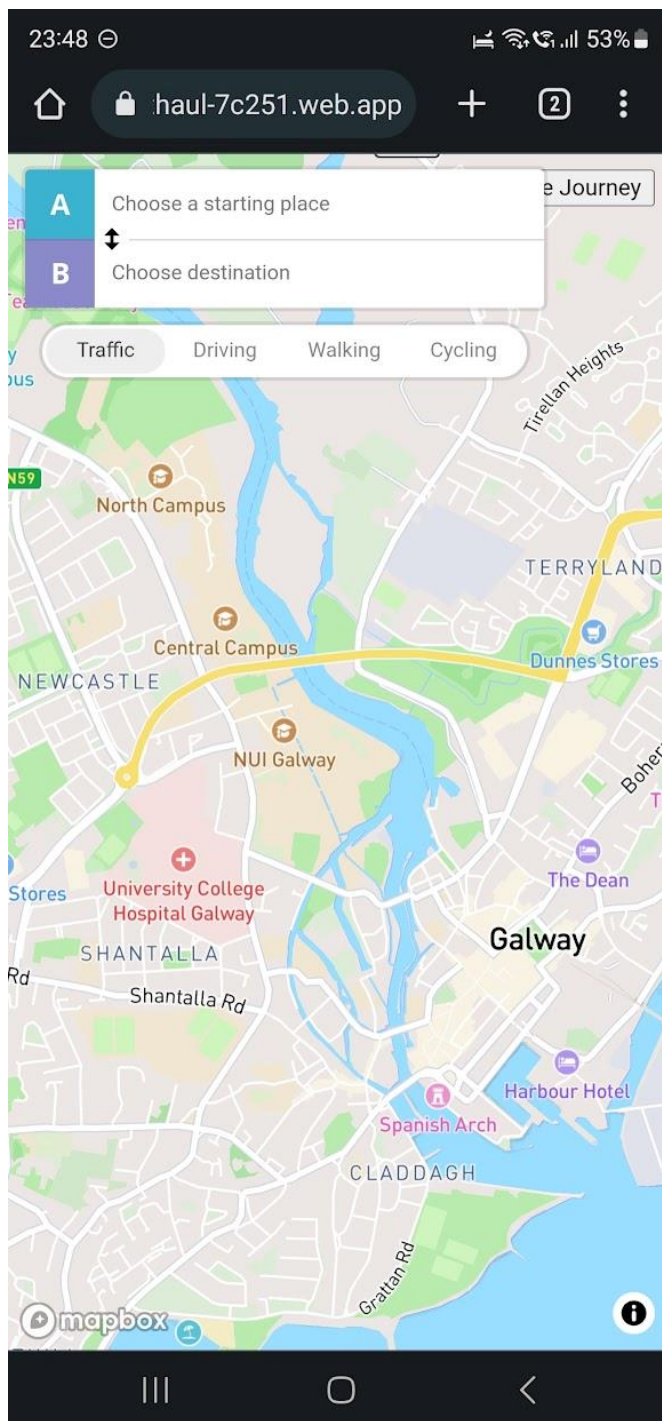 23:48
53%
:haul-7c251.web.app
2
A
Choose a starting place
e Journey
B
Choose destination
Traffic
Driving
Walking
Cycling
Tirellan Heights
N59
North Campus
TERRYLAND
Central Campus
Dunnes Stores
NEWCASTLE
NUI Galway
Boher
University College
Hospital Galway
Stores
The Dean
SHANTALLA
Galway
Rd
Shantalla Rd
Harbour Hotel
Spanish Arch
CLADDAGH
Grattan Rd
mapbox